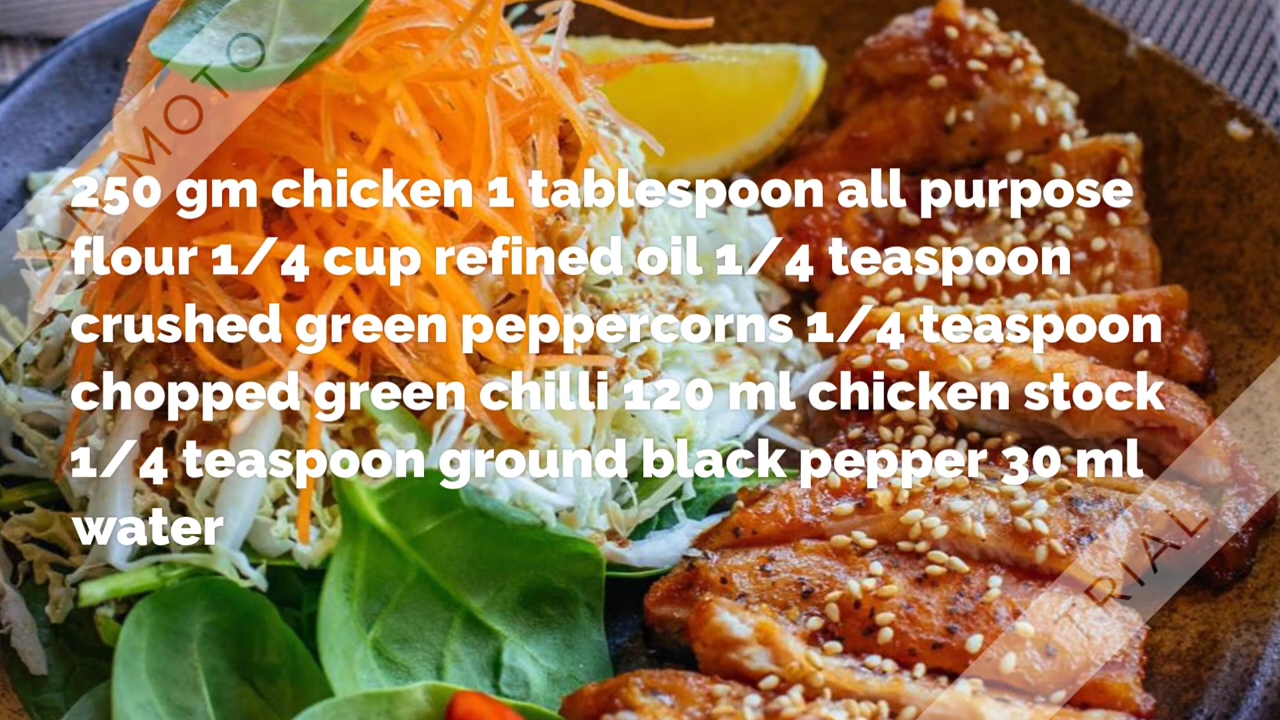 250 gm chicken 1 tablespoon all purpose
flour 1/4 cup refined oil 1/4 teaspoon
crushed green peppercorns 1/4 teaspoon
chopped green chilli 120 ml chicken stock
1/4 teaspoon ground black pepper 30 ml
water
ANIMOTO
TRIAL